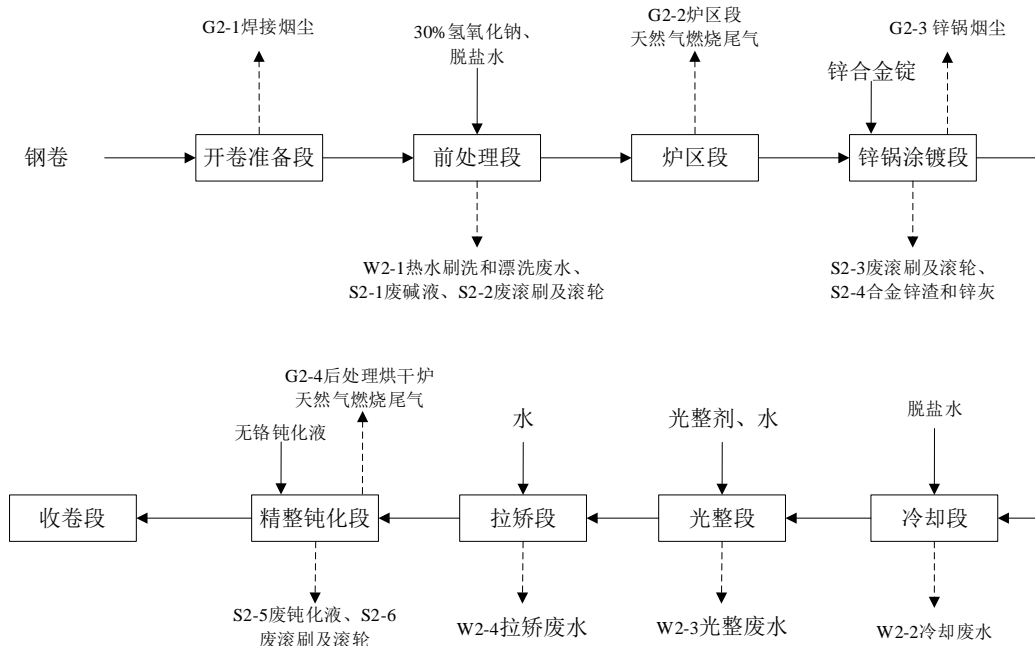 G2-1焊接烟尘
30%氢氧化钠、
脱盐水
G2-2炉区段
天然气燃烧尾气
G2-3 锌锅烟尘
锌合金锭
钢卷
开卷准备段
前处理段
炉区段
锌锅涂镀段
W2-1热水刷洗和漂洗废水、
S2-1废碱液、S2-2废滚刷及滚轮
S2-3废滚刷及滚轮、
S2-4合金锌渣和锌灰
G2-4后处理烘干炉
天然气燃烧尾气
无铬钝化液
水
光整剂、水
脱盐水
收卷段
精整钝化段
拉矫段
光整段
冷却段
S2-5废钝化液、S2-6
废滚刷及滚轮
W2-4拉矫废水
W2-3光整废水
W2-2冷却废水